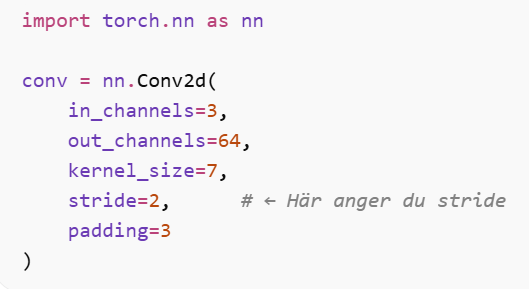 import torch.nn as nn

conv = nn.Conv2d(
    in_channels=3,
    out_channels=64,
    kernel_size=7,
    stride=2,      # ← Här anger du stride
    padding=3
)